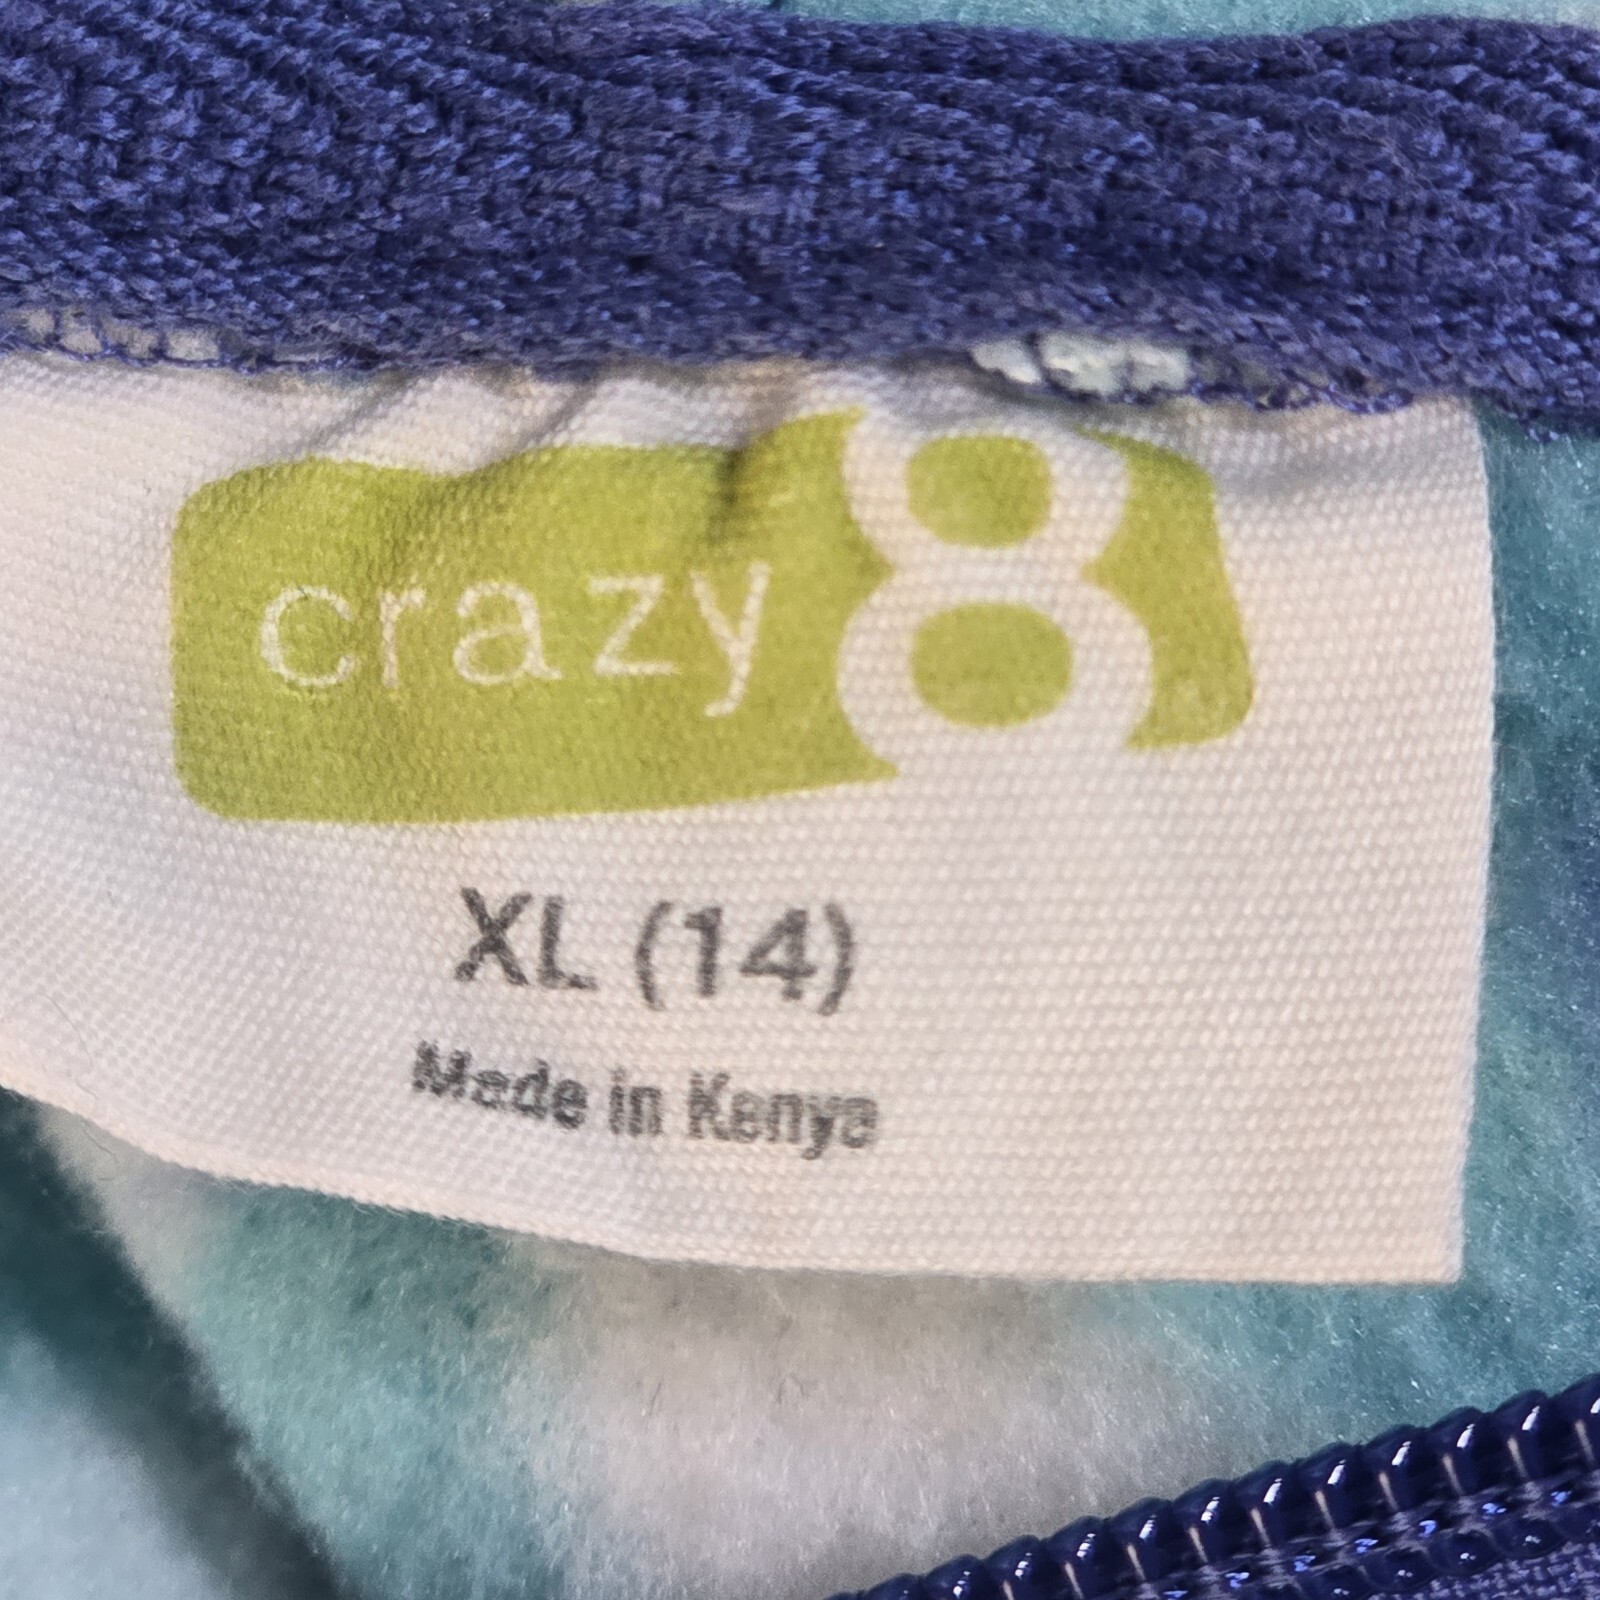 crazy 8
XL (14)
Made in Kenya